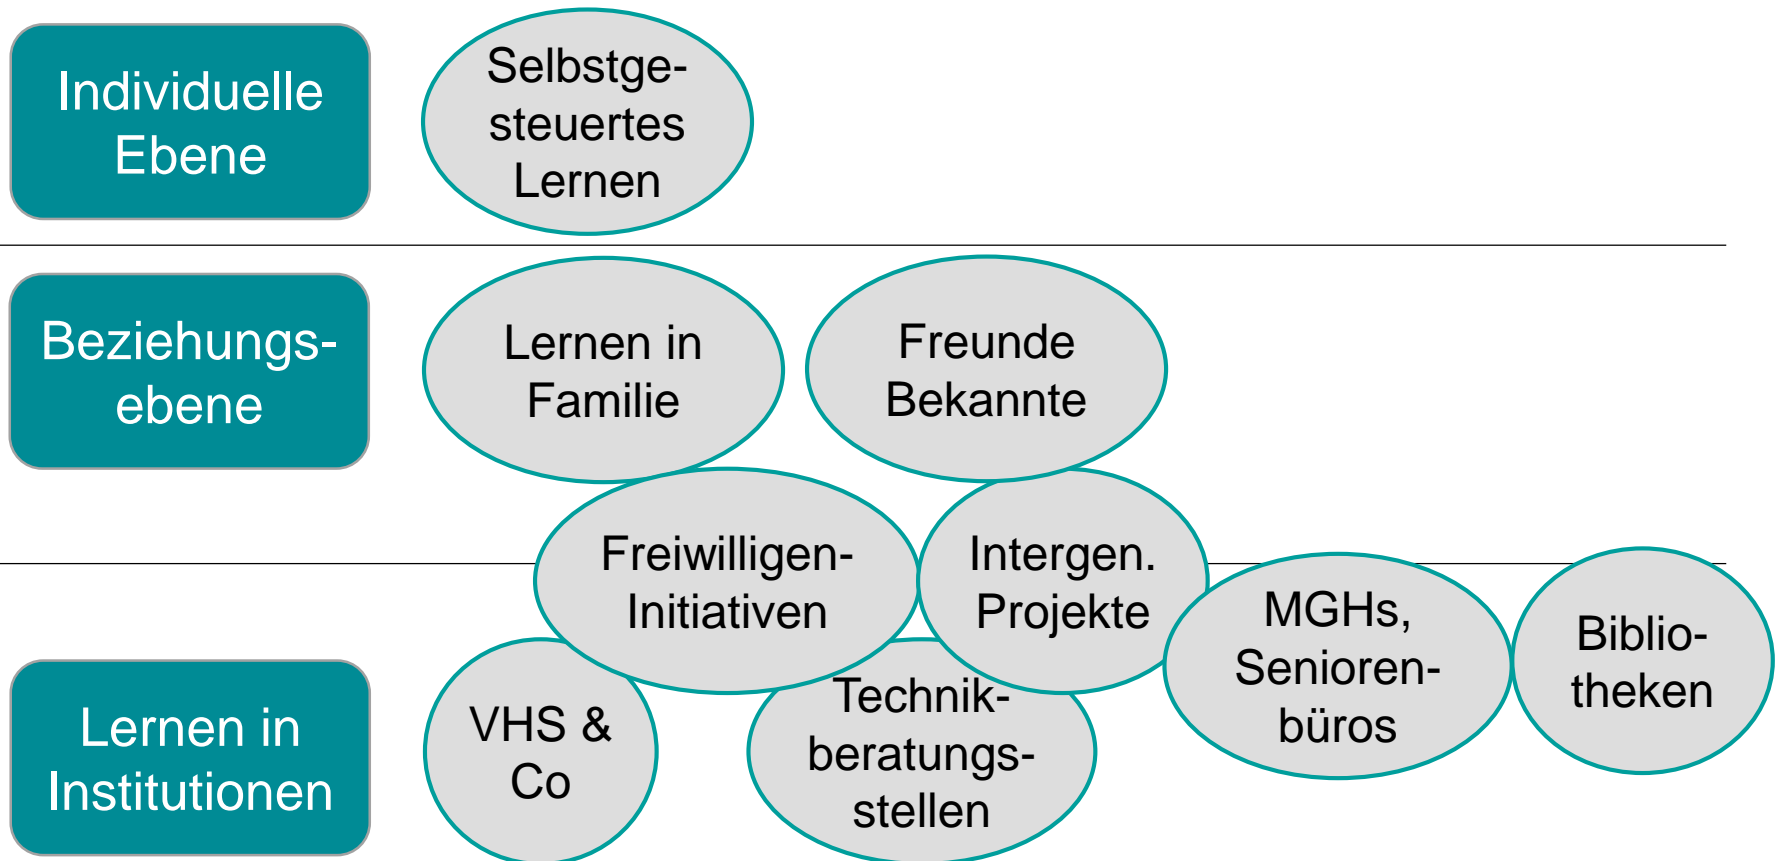 Individuelle
Ebene
Selbstge-
steuertes
Lernen
Beziehungs-
ebene
Lernen in
Familie
Freunde
Bekannte
Freiwilligen-
Initiativen
Intergen.
Projekte
MGHs,
Senioren-
büros
Biblio-
theken
Lernen in
Institutionen
VHS &
Co
Technik-
beratungs-
stellen